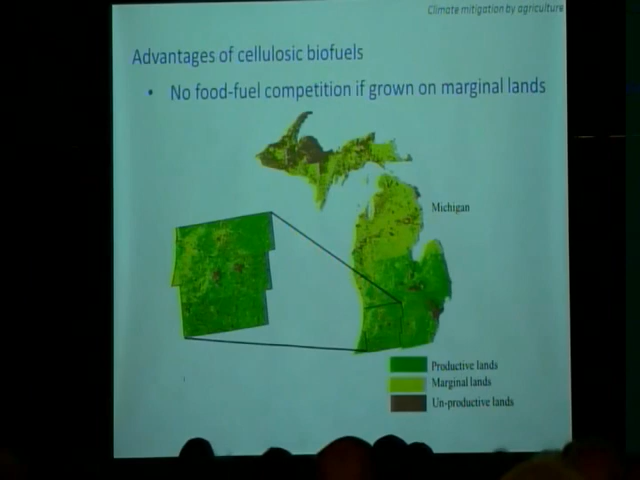 Climate mitigation by agriculture
Advantages of cellulosic biofuels
• No food-fuel competition if grown on marginal lands
Michigan
Productive lands
Marginal lands
Un-productive lands